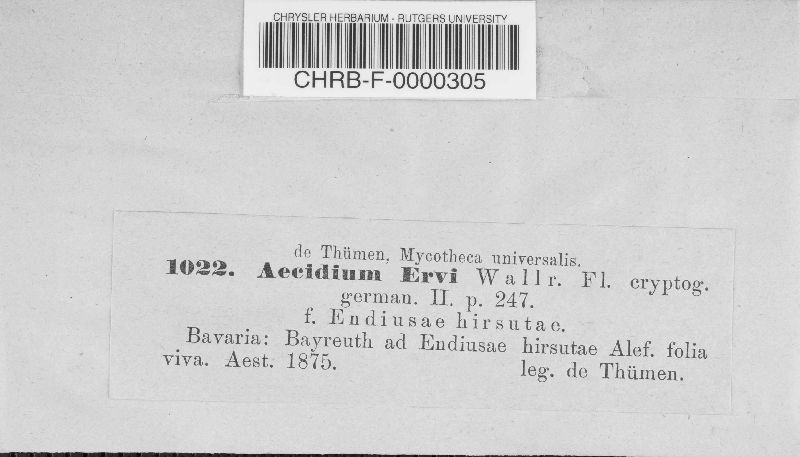 CHRYSLER HERBARIUM - RUTGERS UNIVERSITY
CHRB-F-0000305
de Thümen, Mycotheca universalis.
1022. Aecidium Ervi Wallr. Fl. cryptog.
german. II. p. 247.
f. Endiusae hirsutae.
Bavaria: Bayreuth ad Endiusae hirsutae Alef. folia
viva. Aest. 1875. leg. de Thümen.